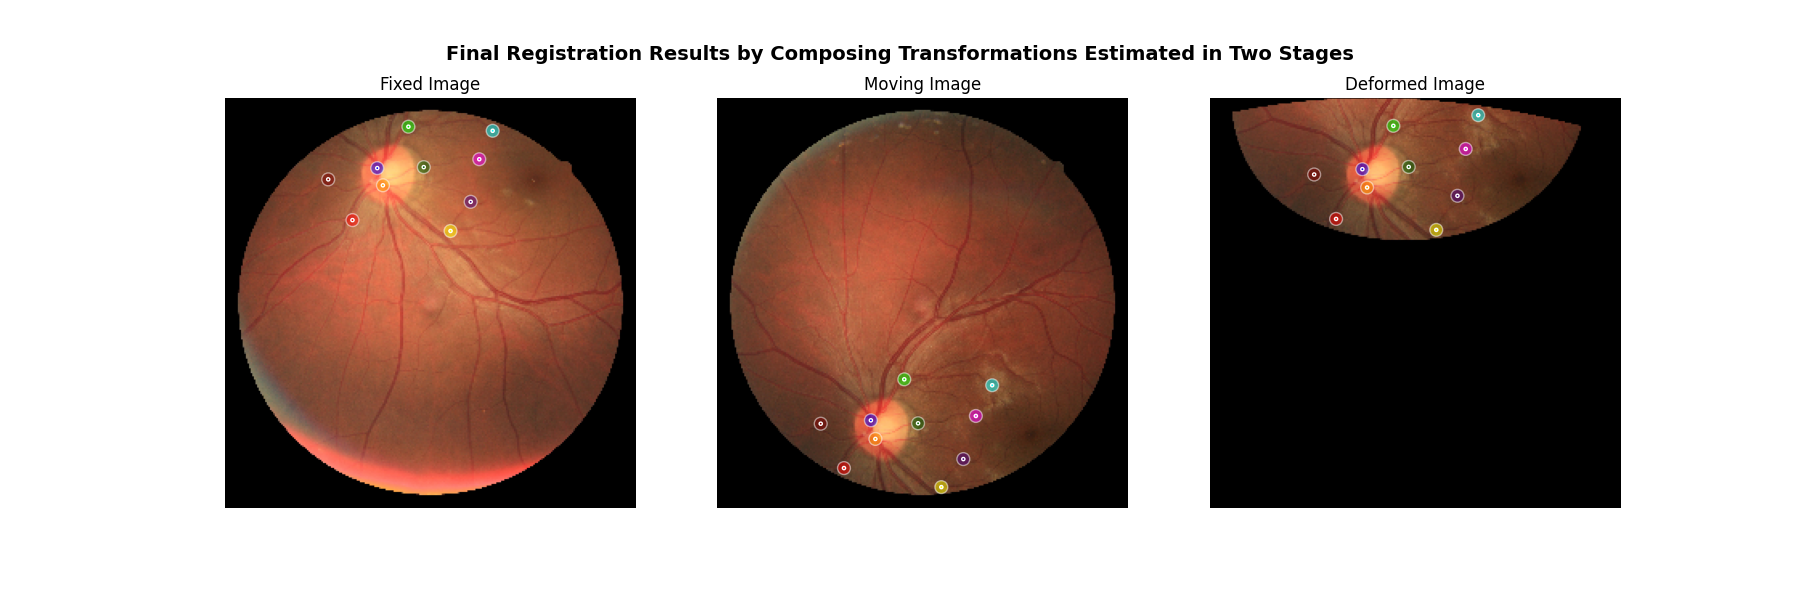 Final Registration Results by Composing Transformations Estimated in Two Stages
Fixed Image
Moving Image
Deformed Image